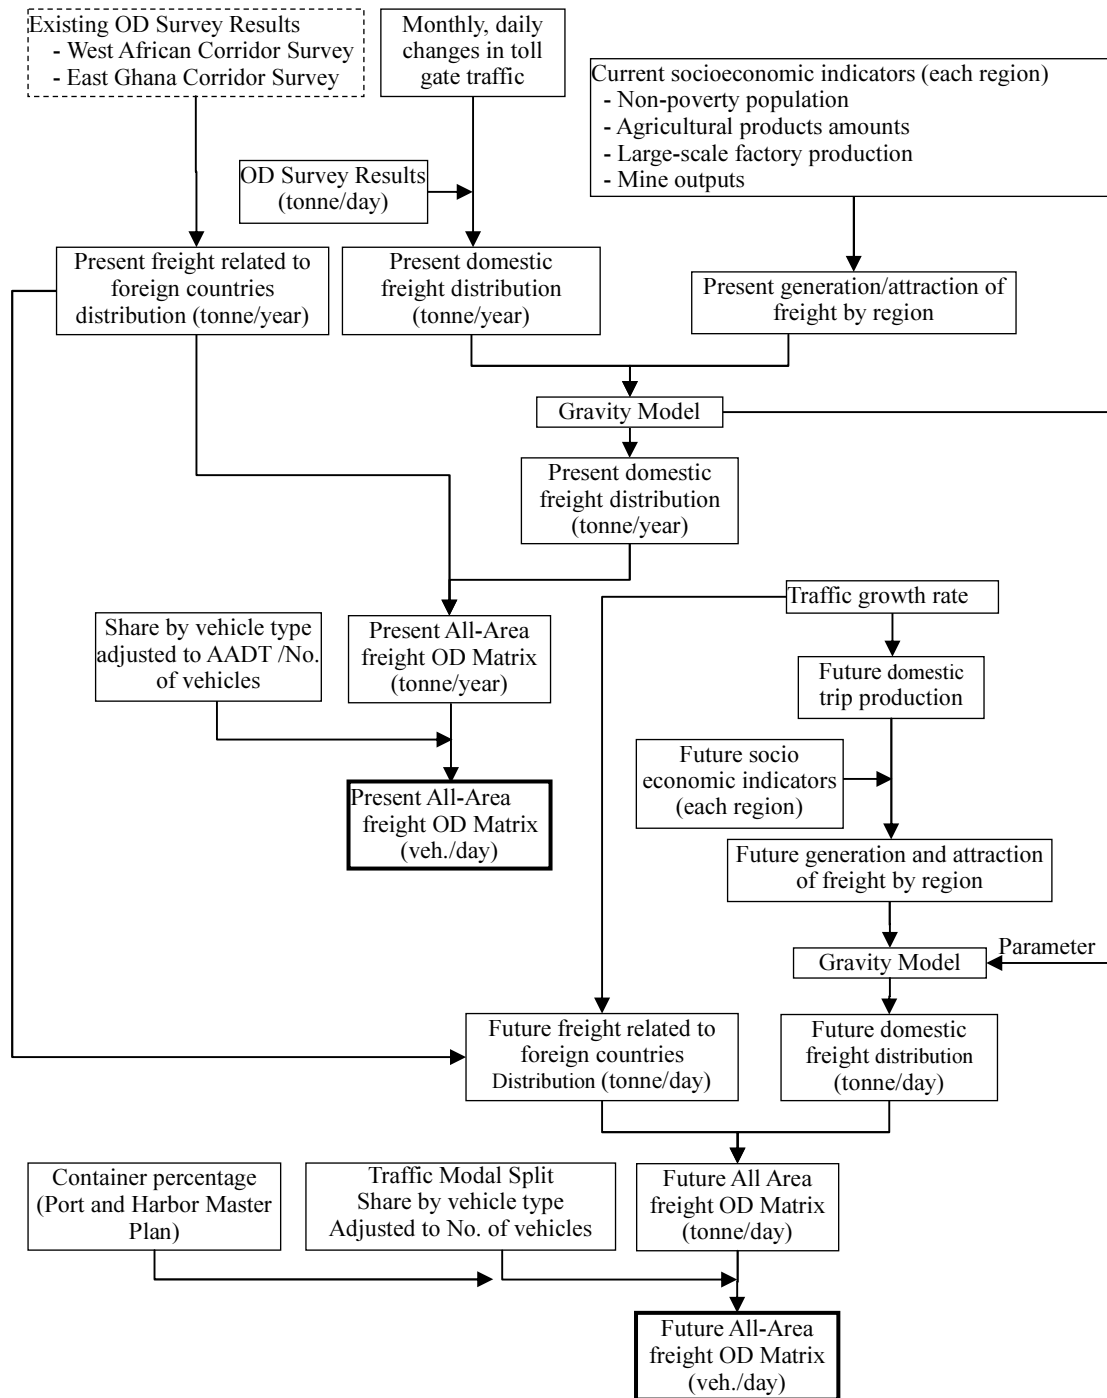 Existing OD Survey Results
- West African Corridor Survey
- East Ghana Corridor Survey
Monthly, daily
changes in toll
gate traffic
Current socioeconomic indicators (each region)
- Non-poverty population
- Agricultural products amounts
- Large-scale factory production
- Mine outputs
OD Survey Results
(tonne/day)
Present freight related to
foreign countries
distribution (tonne/year)
Present domestic
freight distribution
(tonne/year)
Present generation/attraction of
freight by region
Gravity Model
Present domestic
freight distribution
(tonne/year)
Traffic growth rate
Share by vehicle type
adjusted to AADT /No.
of vehicles
Present All-Area
freight OD Matrix
(tonne/year)
Future domestic
trip production
Future socio
economic indicators
(each region)
Present All-Area
freight OD Matrix
(veh./day)
Future generation and attraction
of freight by region
Gravity Model
Parameter
Future freight related to
foreign countries
Distribution (tonne/day)
Future domestic
freight distribution
(tonne/day)
Container percentage
(Port and Harbor Master
Plan)
Traffic Modal Split
Share by vehicle type
Adjusted to No. of vehicles
Future All Area
freight OD Matrix
(tonne/day)
Future All-Area
freight OD Matrix
(veh./day)